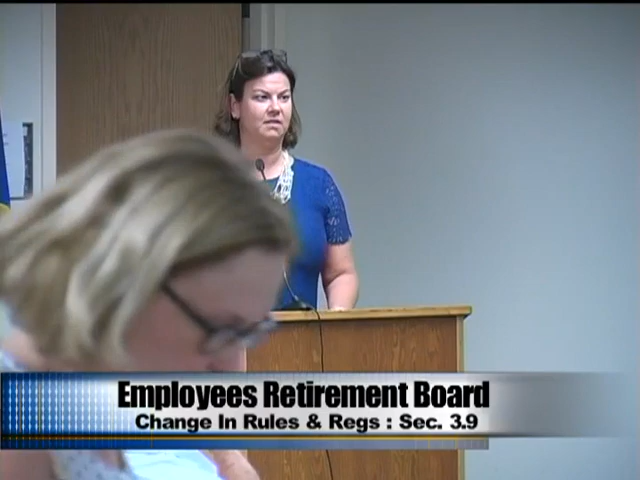 Employees Retirement Board
Change In Rules & Regs : Sec. 3.9